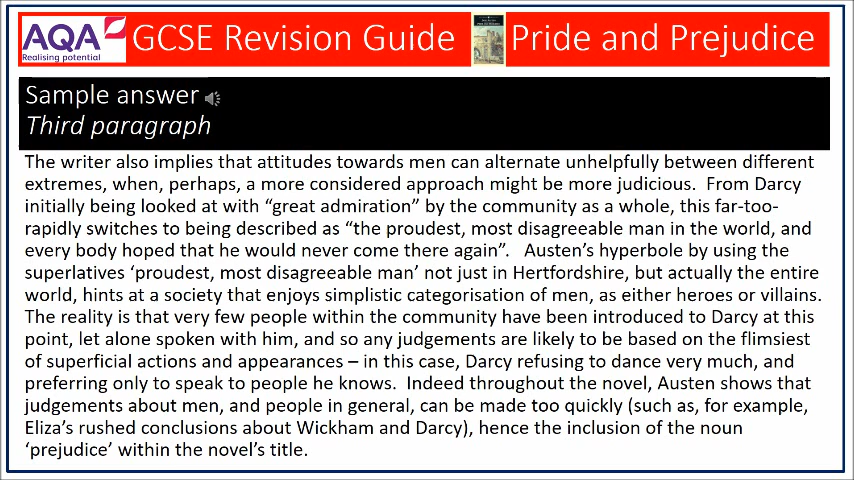 AQA
Realising potential
GCSE Revision Guide
Pride and Prejudice
Sample answer
Third paragraph
The writer also implies that attitudes towards men can alternate unhelpfully between different
extremes, when, perhaps, a more considered approach might be more judicious.  From Darcy
initially being looked at with “great admiration” by the community as a whole, this far-too-
rapidly switches to being described as “the proudest, most disagreeable man in the world, and
every body hoped that he would never come there again”.   Austen’s hyperbole by using the
superlatives ‘proudest, most disagreeable man’ not just in Hertfordshire, but actually the entire
world, hints at a society that enjoys simplistic categorisation of men, as either heroes or villains.
The reality is that very few people within the community have been introduced to Darcy at this
point, let alone spoken with him, and so any judgements are likely to be based on the flimsiest
of superficial actions and appearances – in this case, Darcy refusing to dance very much, and
preferring only to speak to people he knows.  Indeed throughout the novel, Austen shows that
judgements about men, and people in general, can be made too quickly (such as, for example,
Eliza’s rushed conclusions about Wickham and Darcy), hence the inclusion of the noun
‘prejudice’ within the novel’s title.